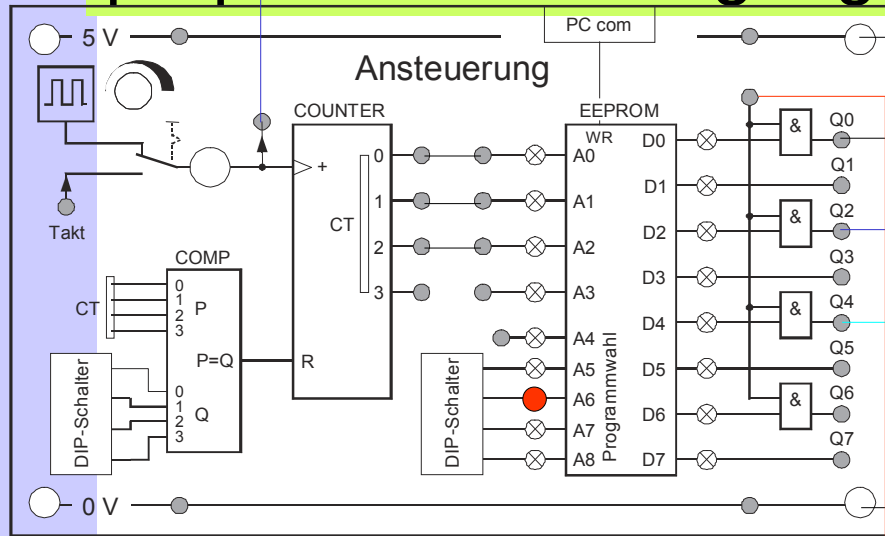 PC com
5 V
Ansteuerung
COUNTER
EEPROM
WR
+
CT
0
1
2
3
R
Takt
COMP
CT
0
1
2
3
P
P=Q
0
1
2
3
Q
DIP-Schalter
DIP-Schalter
A0
A1
A2
A3
A4
A5
A6
A7
A8
Programmwahl
D0
D1
D2
D3
D4
D5
D6
D7
&
&
&
&
Q0
Q1
Q2
Q3
Q4
Q5
Q6
Q7
0 V